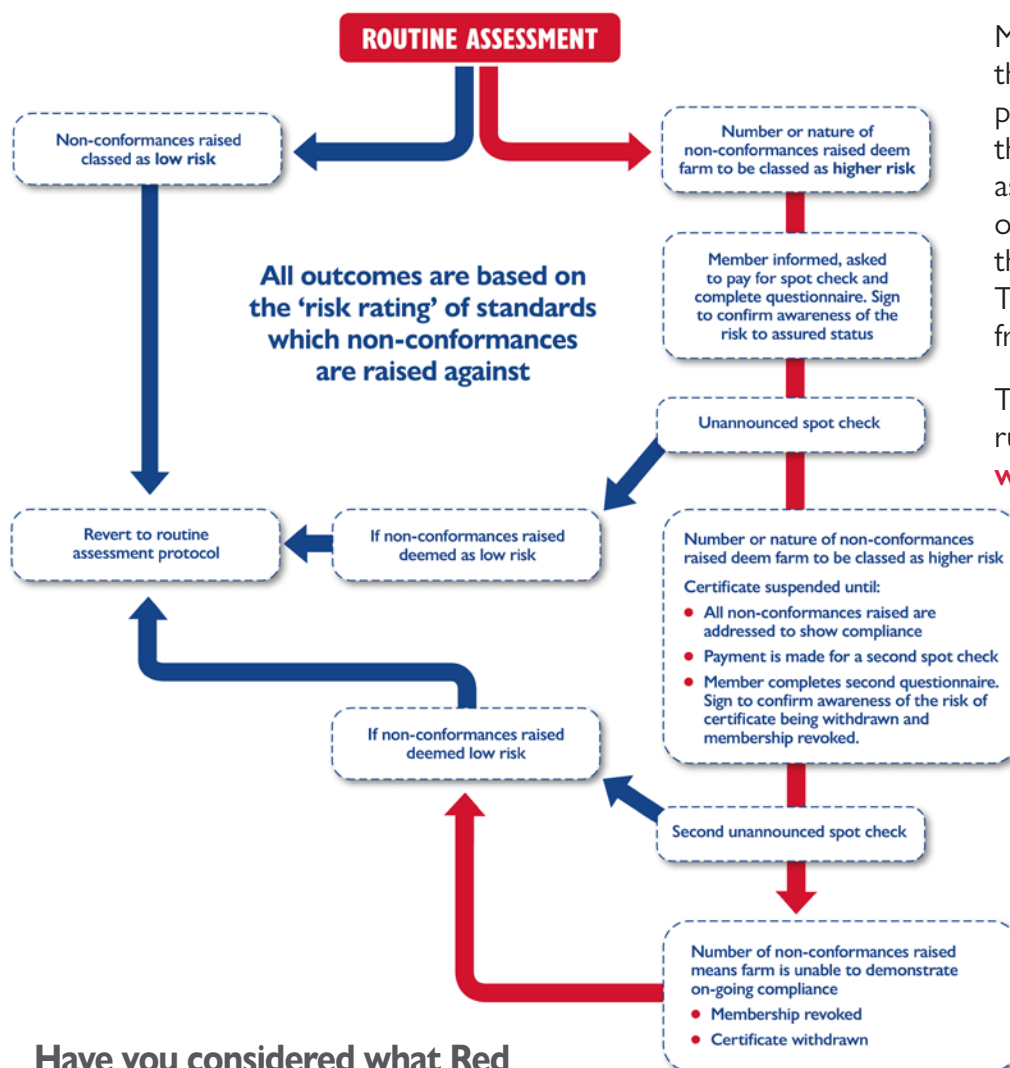 ROUTINE ASSESSMENT
Non-conformances raised
classed as low risk
Number or nature of
non-conformances raised deem
farm to be classed as higher risk
All outcomes are based on
the ‘risk rating’ of standards
which non-conformances
are raised against
Member informed, asked
to pay for spot check and
complete questionnaire. Sign
to confirm awareness of the
risk to assured status
Unannounced spot check
Revert to routine
assessment protocol
If non-conformances raised
deemed as low risk
Number or nature of non-conformances
raised deem farm to be classed as higher risk
Certificate suspended until:
• All non-conformances raised are
addressed to show compliance
• Payment is made for a second spot check
• Member completes second questionnaire.
Sign to confirm awareness of the risk of
certificate being withdrawn and
membership revoked.
If non-conformances raised
deemed low risk
Second unannounced spot check
Number of non-conformances raised
means farm is unable to demonstrate
on-going compliance
• Membership revoked
• Certificate withdrawn
Have you considered what Red